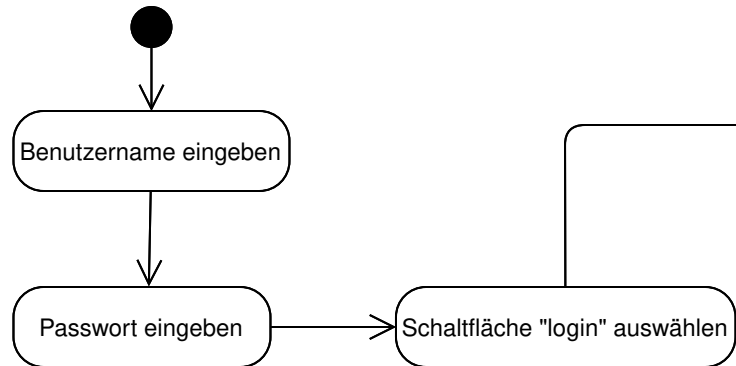 Benutzername eingeben
Passwort eingeben
Schaltfläche "login" auswählen